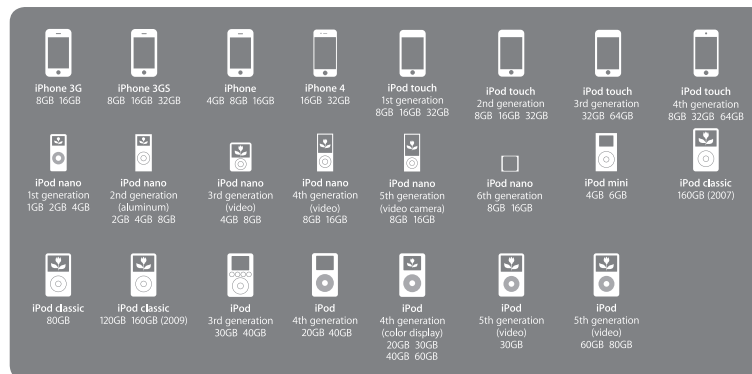 iPhone 3G
8GB 16GB
iPhone 3GS
8GB 16GB 32GB
iPhone
4GB 8GB 16GB
iPhone 4
16GB 32GB
iPod touch
1st generation
8GB 16GB 32GB
iPod touch
2nd generation
8GB 16GB 32GB
iPod touch
3rd generation
32GB 64GB
iPod touch
4th generation
8GB 32GB 64GB
iPod nano
1st generation
1GB 2GB 4GB
iPod nano
2nd generation
(aluminum)
2GB 4GB 8GB
iPod nano
3rd generation
(video)
4GB 8GB
iPod nano
4th generation
(video)
8GB 16GB
iPod nano
5th generation
(video camera)
8GB 16GB
iPod nano
6th generation
8GB 16GB
iPod mini
4GB 6GB
iPod classic
160GB (2007)
iPod classic
80GB
iPod classic
120GB 160GB (2009)
iPod
3rd generation
30GB 40GB
iPod
4th generation
20GB 40GB
iPod
4th generation
(color display)
20GB 30GB
40GB 60GB
iPod
5th generation
(video)
30GB
iPod
5th generation
(video)
60GB 80GB